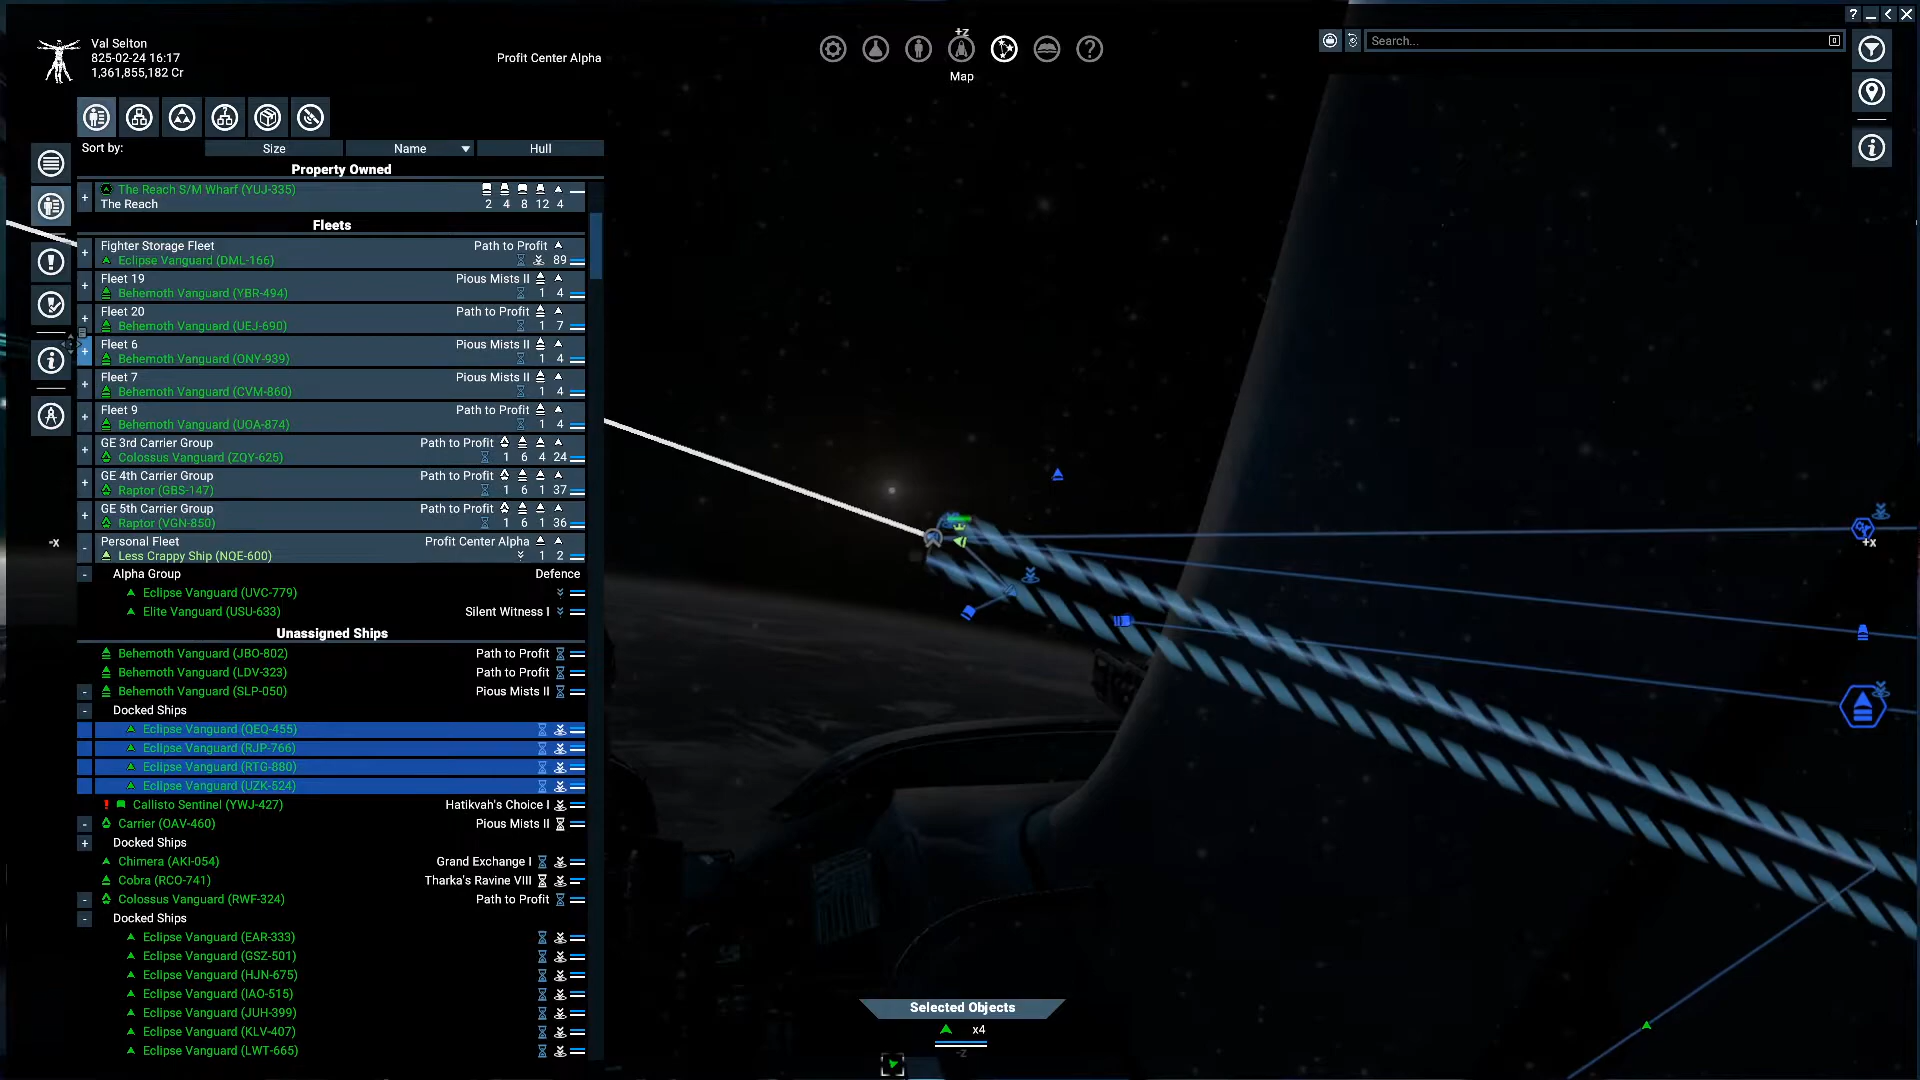 Val Selton
825-02-24 16:17
1,361,855,182 Cr
Profit Center Alpha
+Z
Map
Search...
Sort by:
Size
Name
Hull
Property Owned
The Reach S/M Wharf (YUJ-335)
The Reach
2 4 8 12 4
Fleets
Fighter Storage Fleet Path to Profit
Eclipse Vanguard (DML-166) 89
Fleet 19 Pious Mists II
Behemoth Vanguard (YBR-494) 1 4
Fleet 20 Path to Profit
Behemoth Vanguard (UEJ-690) 1 7
Fleet 6 Pious Mists II
Behemoth Vanguard (ONY-939) 1 4
Fleet 7 Pious Mists II
Behemoth Vanguard (CVM-860) 1 4
Fleet 9 Path to Profit
Behemoth Vanguard (UOA-874) 1 4
GE 3rd Carrier Group Path to Profit
Colossus Vanguard (ZQY-625) 1 6 4 24
GE 4th Carrier Group Path to Profit
Raptor (GBS-147) 1 6 1 37
GE 5th Carrier Group Path to Profit
Raptor (VGN-850) 1 6 1 36
Personal Fleet Profit Center Alpha
Less Crappy Ship (NQE-600) 1 2
Alpha Group Defence
Eclipse Vanguard (UVC-779)
Elite Vanguard (USU-633) Silent Witness I
Unassigned Ships
Behemoth Vanguard (JBO-802) Path to Profit
Behemoth Vanguard (LDV-323) Path to Profit
Behemoth Vanguard (SLP-050) Pious Mists II
Docked Ships
Eclipse Vanguard (QEQ-455)
Eclipse Vanguard (RJP-766)
Eclipse Vanguard (RTG-880)
Eclipse Vanguard (UZK-524)
Callisto Sentinel (YWJ-427) Hatikvah's Choice I
Carrier (OAV-460) Pious Mists II
Docked Ships
Chimera (AKI-054) Grand Exchange I
Cobra (RCO-741) Tharka's Ravine VIII
Colossus Vanguard (RWF-324) Path to Profit
Docked Ships
Eclipse Vanguard (EAR-333)
Eclipse Vanguard (GSZ-501)
Eclipse Vanguard (HJN-675)
Eclipse Vanguard (IAO-515)
Eclipse Vanguard (JUH-399)
Eclipse Vanguard (KLV-407)
Eclipse Vanguard (LWT-665)
-X
+X
Selected Objects
x4
-Z